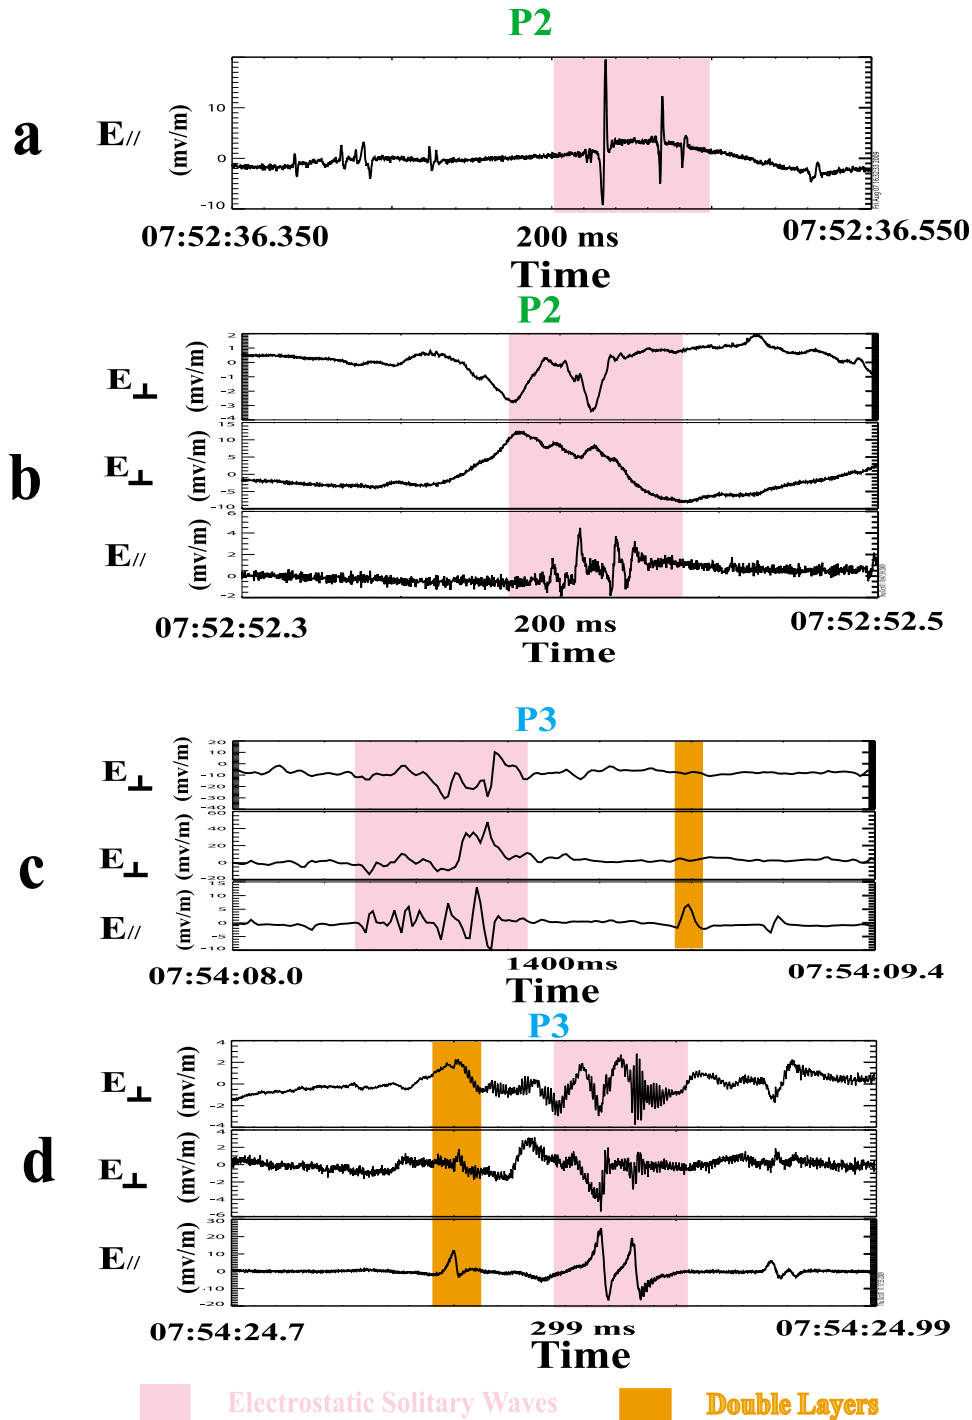 P2
a
E//
(mv/m)
10
0
-10
07:52:36.350
200 ms
07:52:36.550
Time
P2
b
E⊥
(mv/m)
2
1
0
-1
-2
-3
-4
E⊥
(mv/m)
15
10
5
0
-5
-10
E//
(mv/m)
6
4
2
0
-2
07:52:52.3
200 ms
07:52:52.5
Time
P3
c
E⊥
(mv/m)
20
10
0
-10
-20
-30
-40
E⊥
(mv/m)
60
40
20
0
-20
E//
(mv/m)
15
10
5
0
-5
-10
07:54:08.0
1400ms
07:54:09.4
Time
P3
d
E⊥
(mv/m)
4
2
0
-2
-4
E⊥
(mv/m)
4
2
0
-2
-4
-6
E//
(mv/m)
30
20
10
0
-10
-20
07:54:24.7
299 ms
07:54:24.99
Time
Electrostatic Solitary Waves
Double Layers